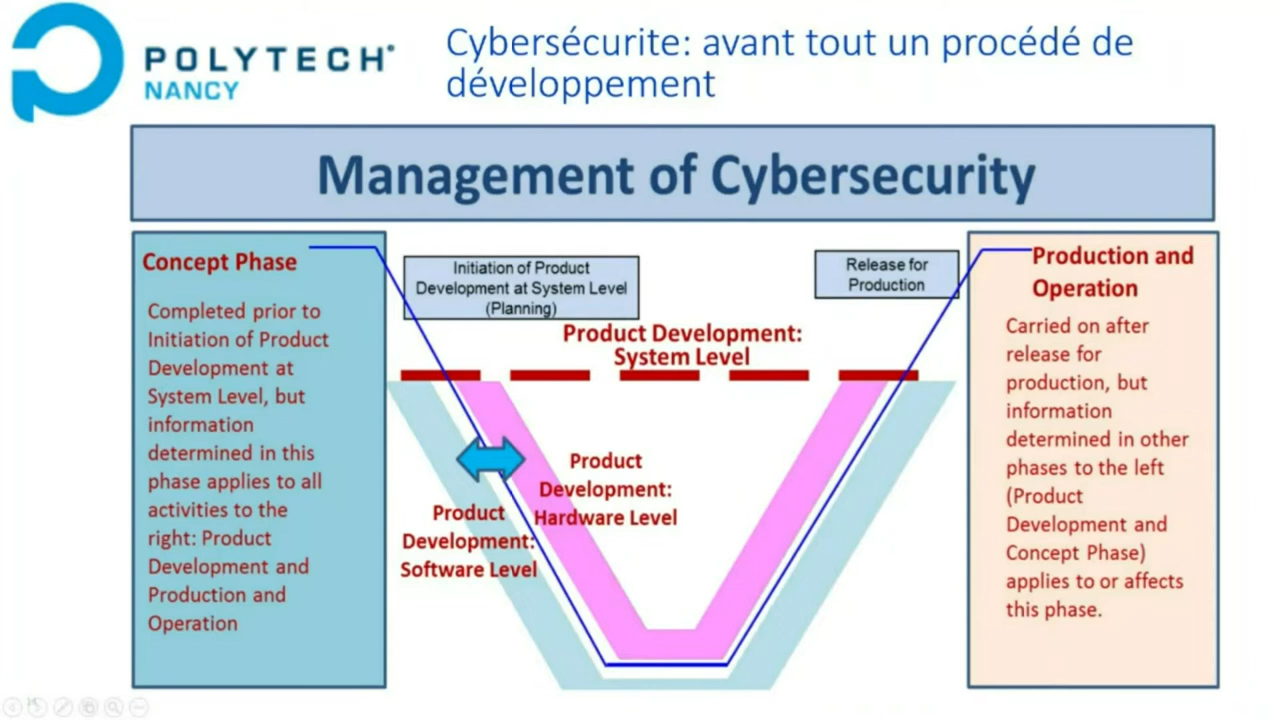 POLYTECH
NANCY
Cybersécurite: avant tout un procédé de
développement
Management of Cybersecurity
Concept Phase
Completed prior to
Initiation of Product
Development at
System Level, but
information
determined in this
phase applies to all
activities to the
right: Product
Development and
Production and
Operation
Initiation of Product
Development at System Level
(Planning)
Release for
Production
Product Development:
System Level
Product
Development:
Hardware Level
Product
Development:
Software Level
Production and
Operation
Carried on after
release for
production, but
information
determined in other
phases to the left
(Product
Development and
Concept Phase)
applies to or affects
this phase.